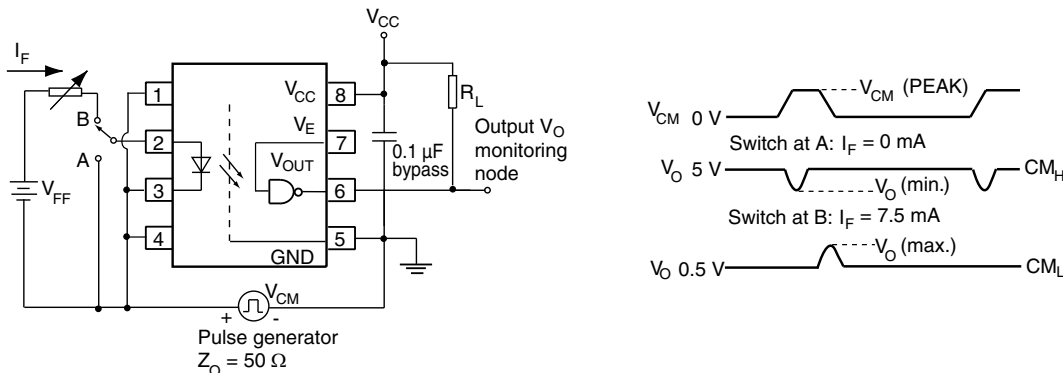 V_CC
I_F
1
V_CC 8
R_L
B
2
V_E 7
Output V_O
monitoring
node
A
V_OUT
0.1 μF
bypass
V_FF
3
6
4
5
GND
V_CM
+ -
Pulse generator
Z_O = 50 Ω
V_CM (PEAK)
V_CM 0 V
Switch at A: I_F = 0 mA
V_O 5 V
CM_H
V_O (min.)
Switch at B: I_F = 7.5 mA
V_O (max.)
V_O 0.5 V
CM_L